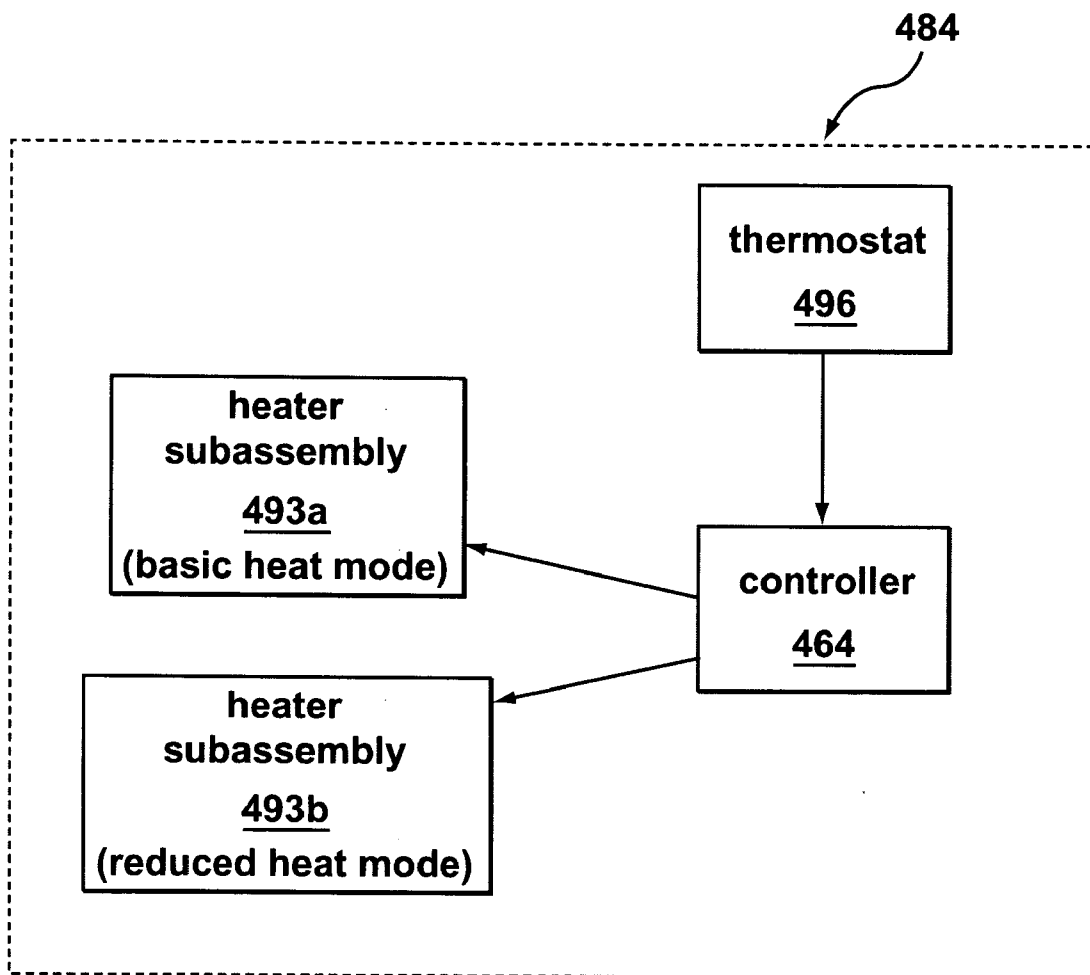 484
thermostat
496
heater
subassembly
493a
(basic heat mode)
controller
464
heater
subassembly
493b
(reduced heat mode)